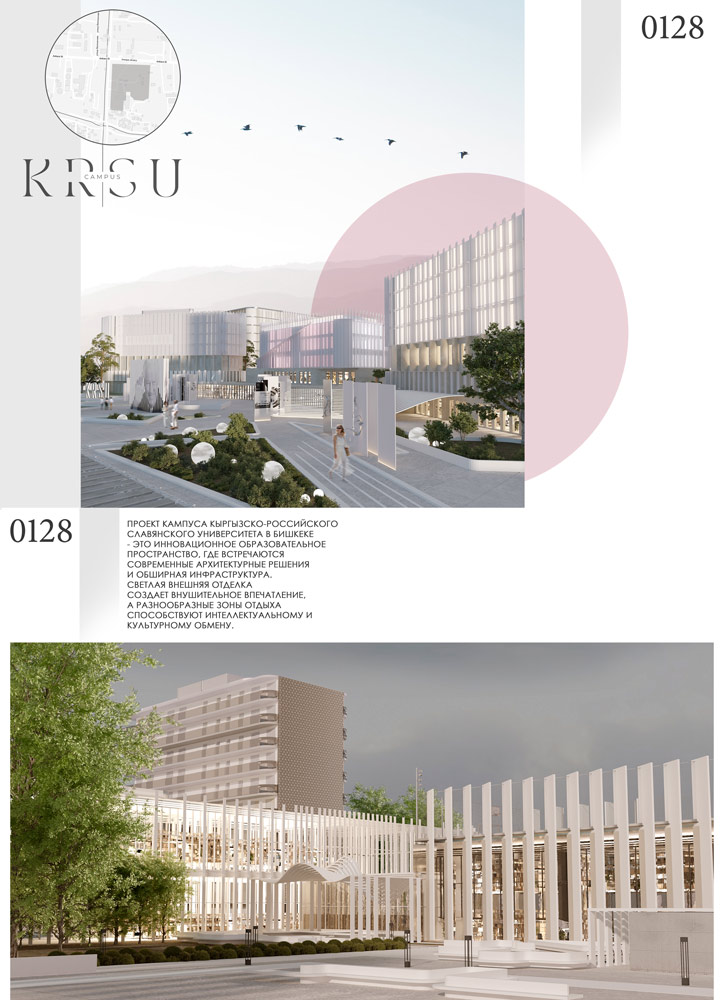 0128
KRSU
CAMPUS
0128
ПРОЕКТ КАМПУСА КЫРГЫЗСКО-РОССИЙСКОГО
СЛАВЯНСКОГО УНИВЕРСИТЕТА В БИШКЕКЕ
- ЭТО ИННОВАЦИОННОЕ ОБРАЗОВАТЕЛЬНОЕ
ПРОСТРАНСТВО, ГДЕ ВСТРЕЧАЮТСЯ
СОВРЕМЕННЫЕ АРХИТЕКТУРНЫЕ РЕШЕНИЯ
И ОБШИРНАЯ ИНФРАСТРУКТУРА.
СВЕТЛАЯ ВНЕШНЯЯ ОТДЕЛКА
СОЗДАЕТ ВНУШИТЕЛЬНОЕ ВПЕЧАТЛЕНИЕ,
А РАЗНООБРАЗНЫЕ ЗОНЫ ОТДЫХА
СПОСОБСТВУЮТ ИНТЕЛЛЕКТУАЛЬНОМУ И
КУЛЬТУРНОМУ ОБМЕНУ.